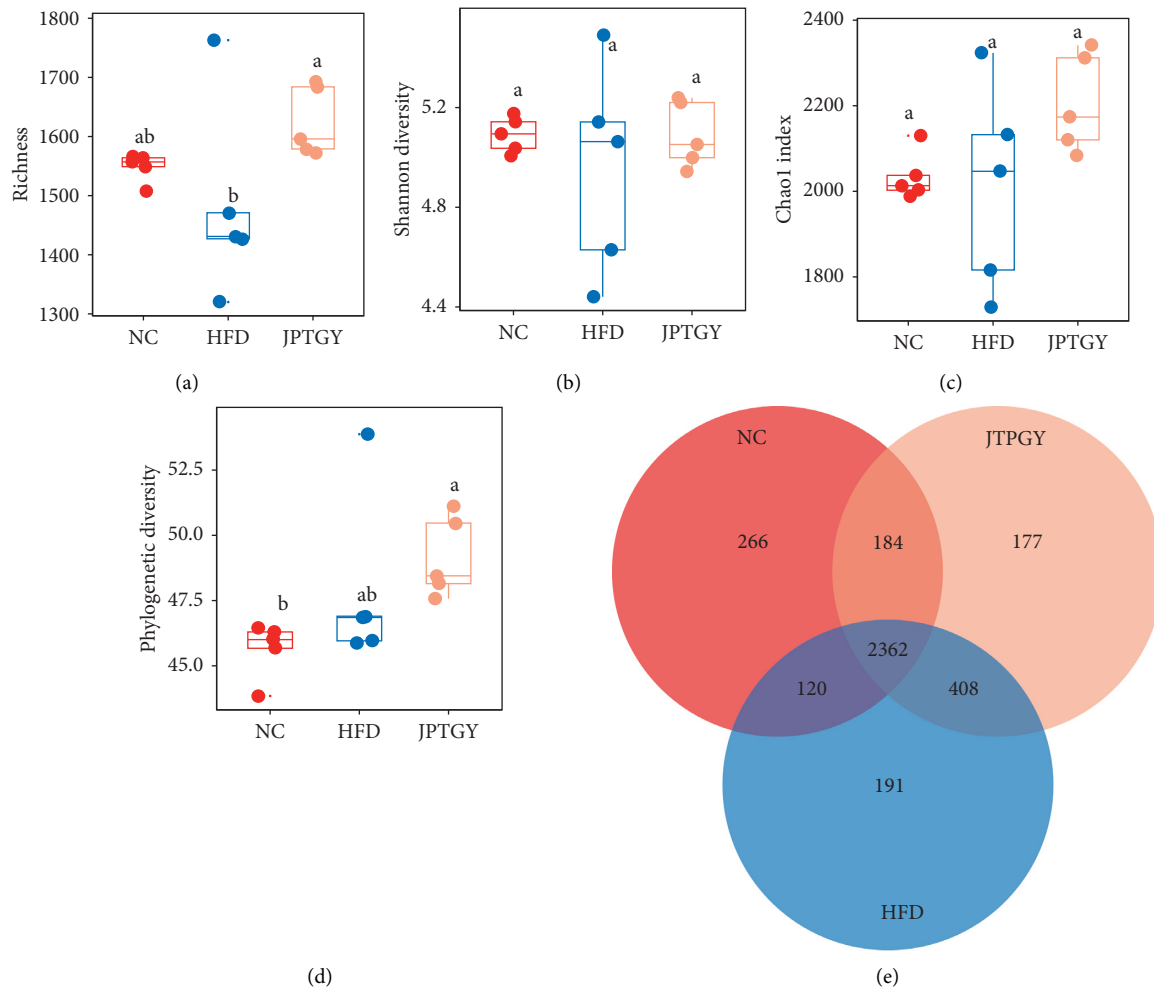 1800
1700
1600
1500
1400
1300
Richness
ab
b
a
NC
HFD
JPTGY
(a)
5.2
4.8
4.4
Shannon diversity
a
a
a
NC
HFD
JPTGY
(b)
2400
2200
2000
1800
Chao1 index
a
a
a
NC
HFD
JPTGY
(c)
52.5
50.0
47.5
45.0
Phylogenetic diversity
b
ab
a
NC
HFD
JPTGY
(d)
NC
JTPGY
266
184
177
2362
120
408
191
HFD
(e)